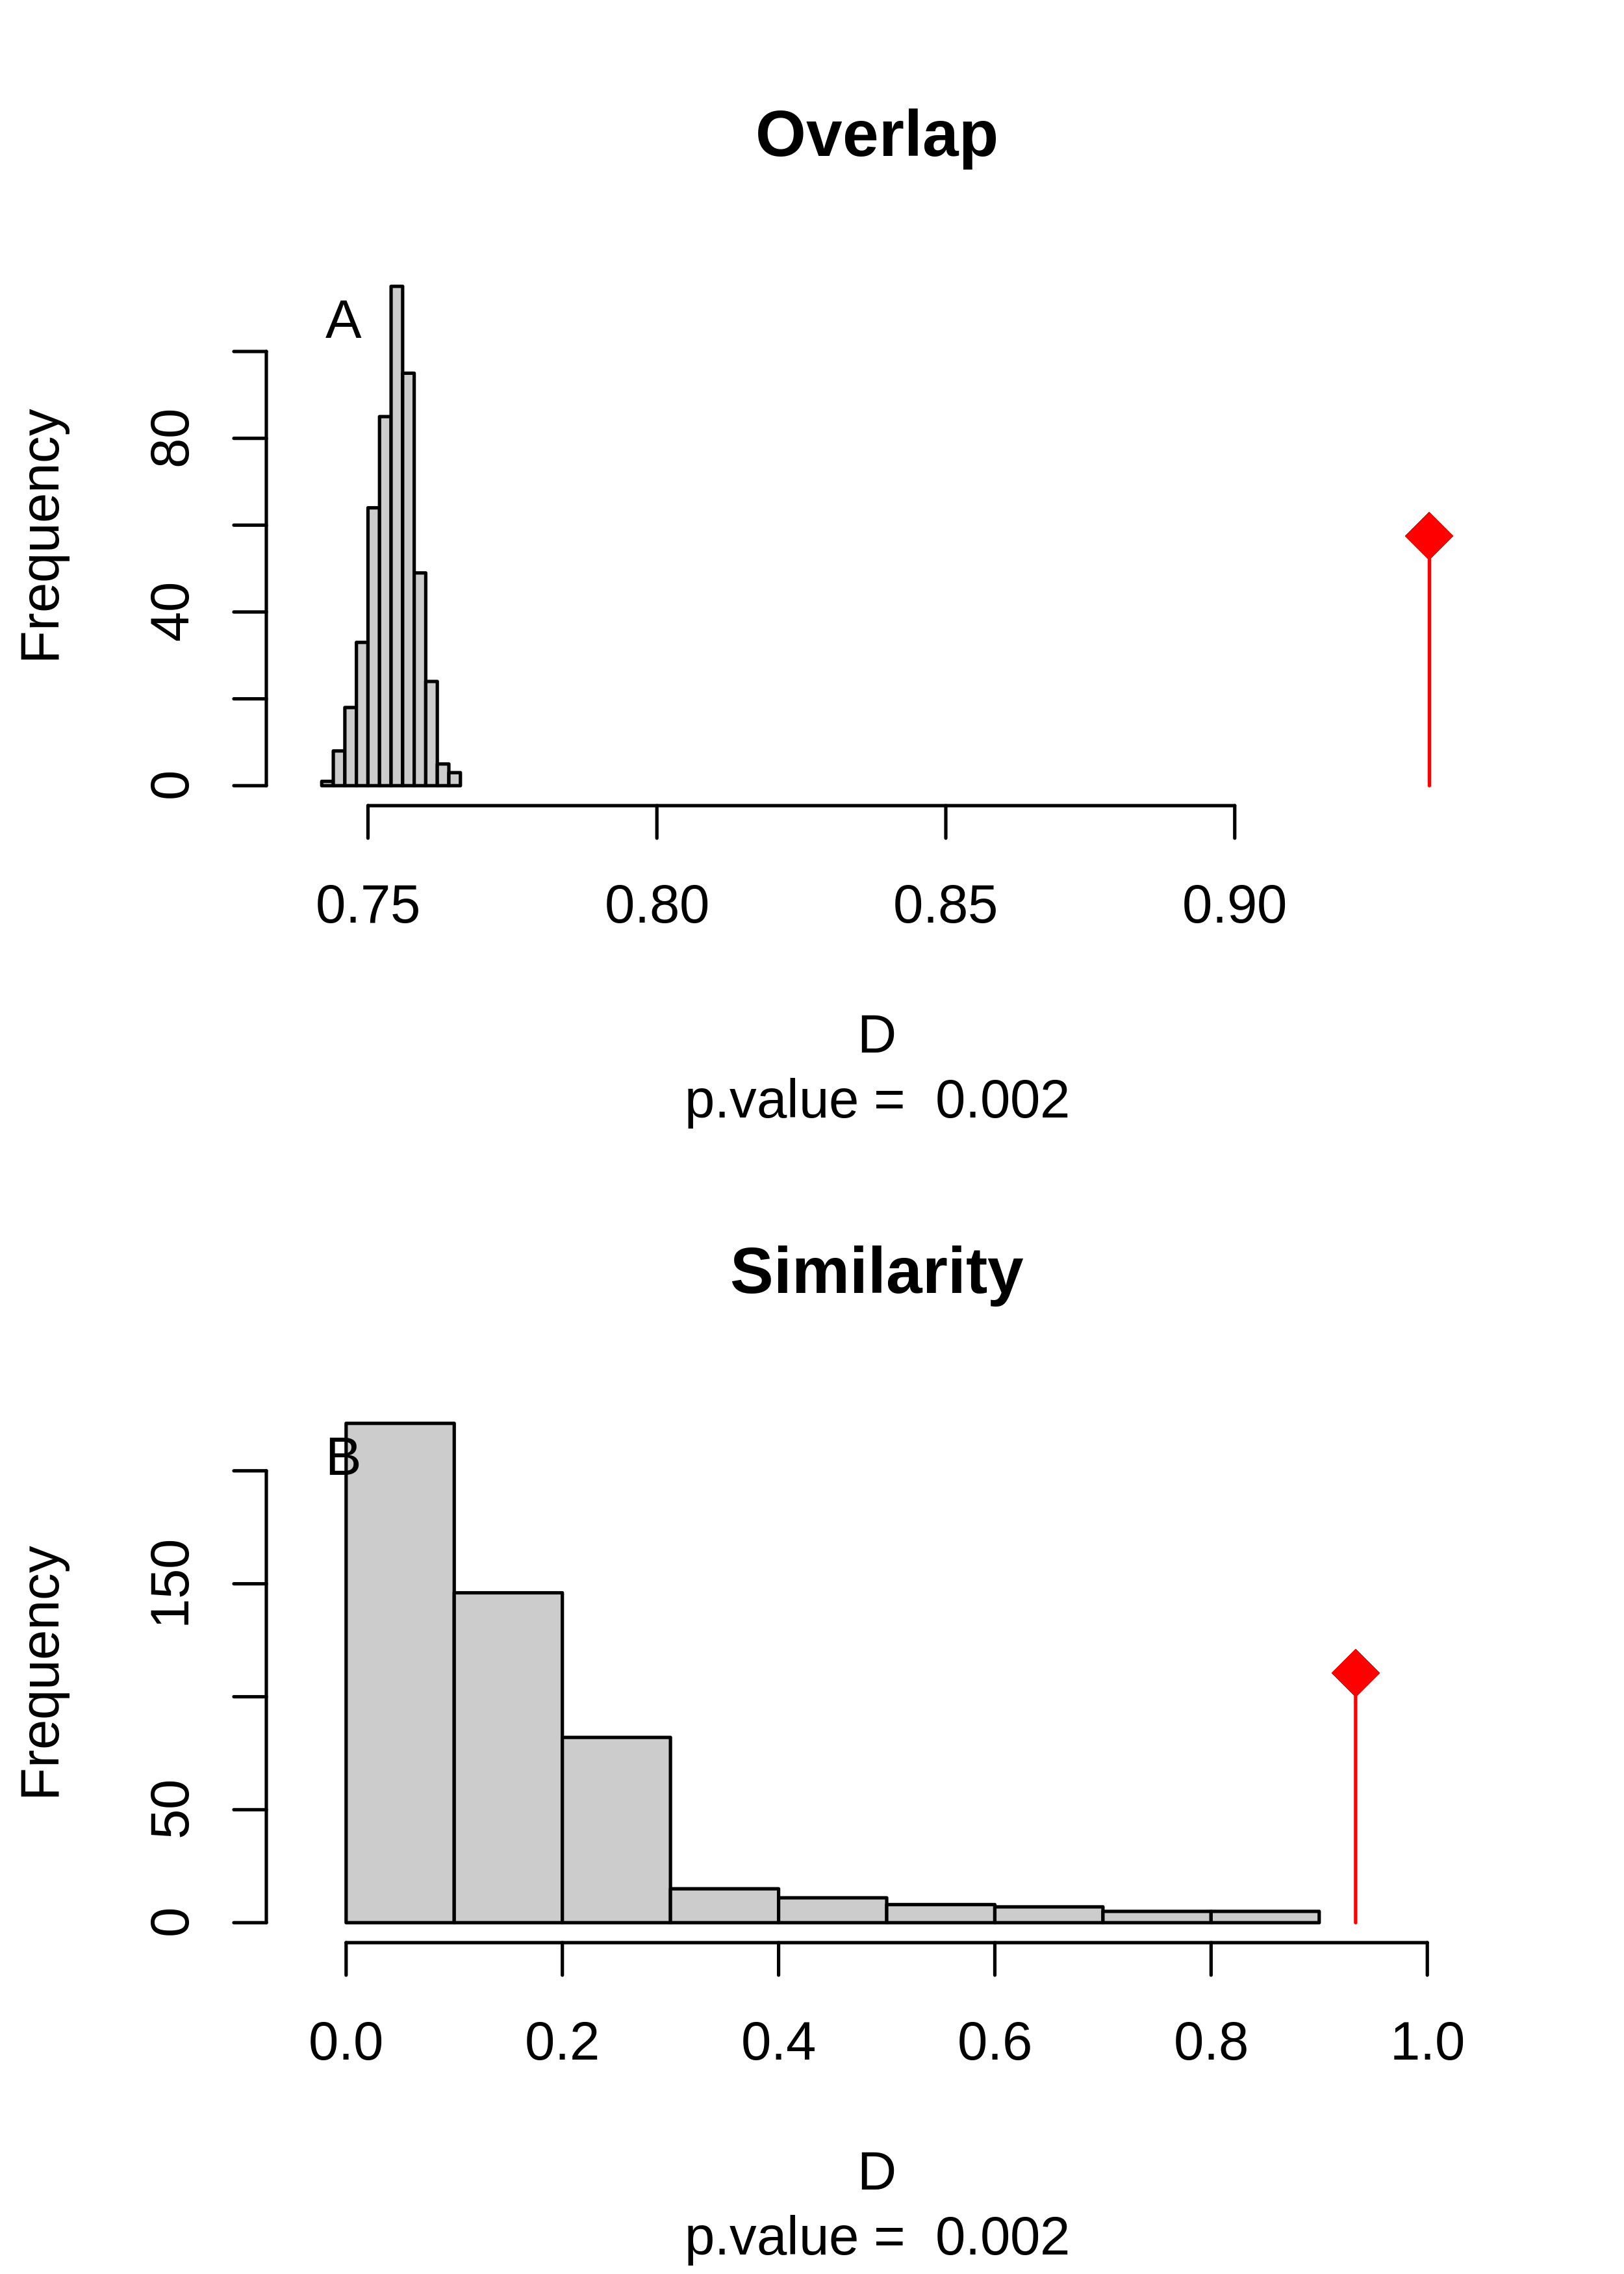 Overlap
A
Frequency
0 40 80
0.75 0.80 0.85 0.90
D
p.value = 0.002
Similarity
B
Frequency
0 50 150
0.0 0.2 0.4 0.6 0.8 1.0
D
p.value = 0.002